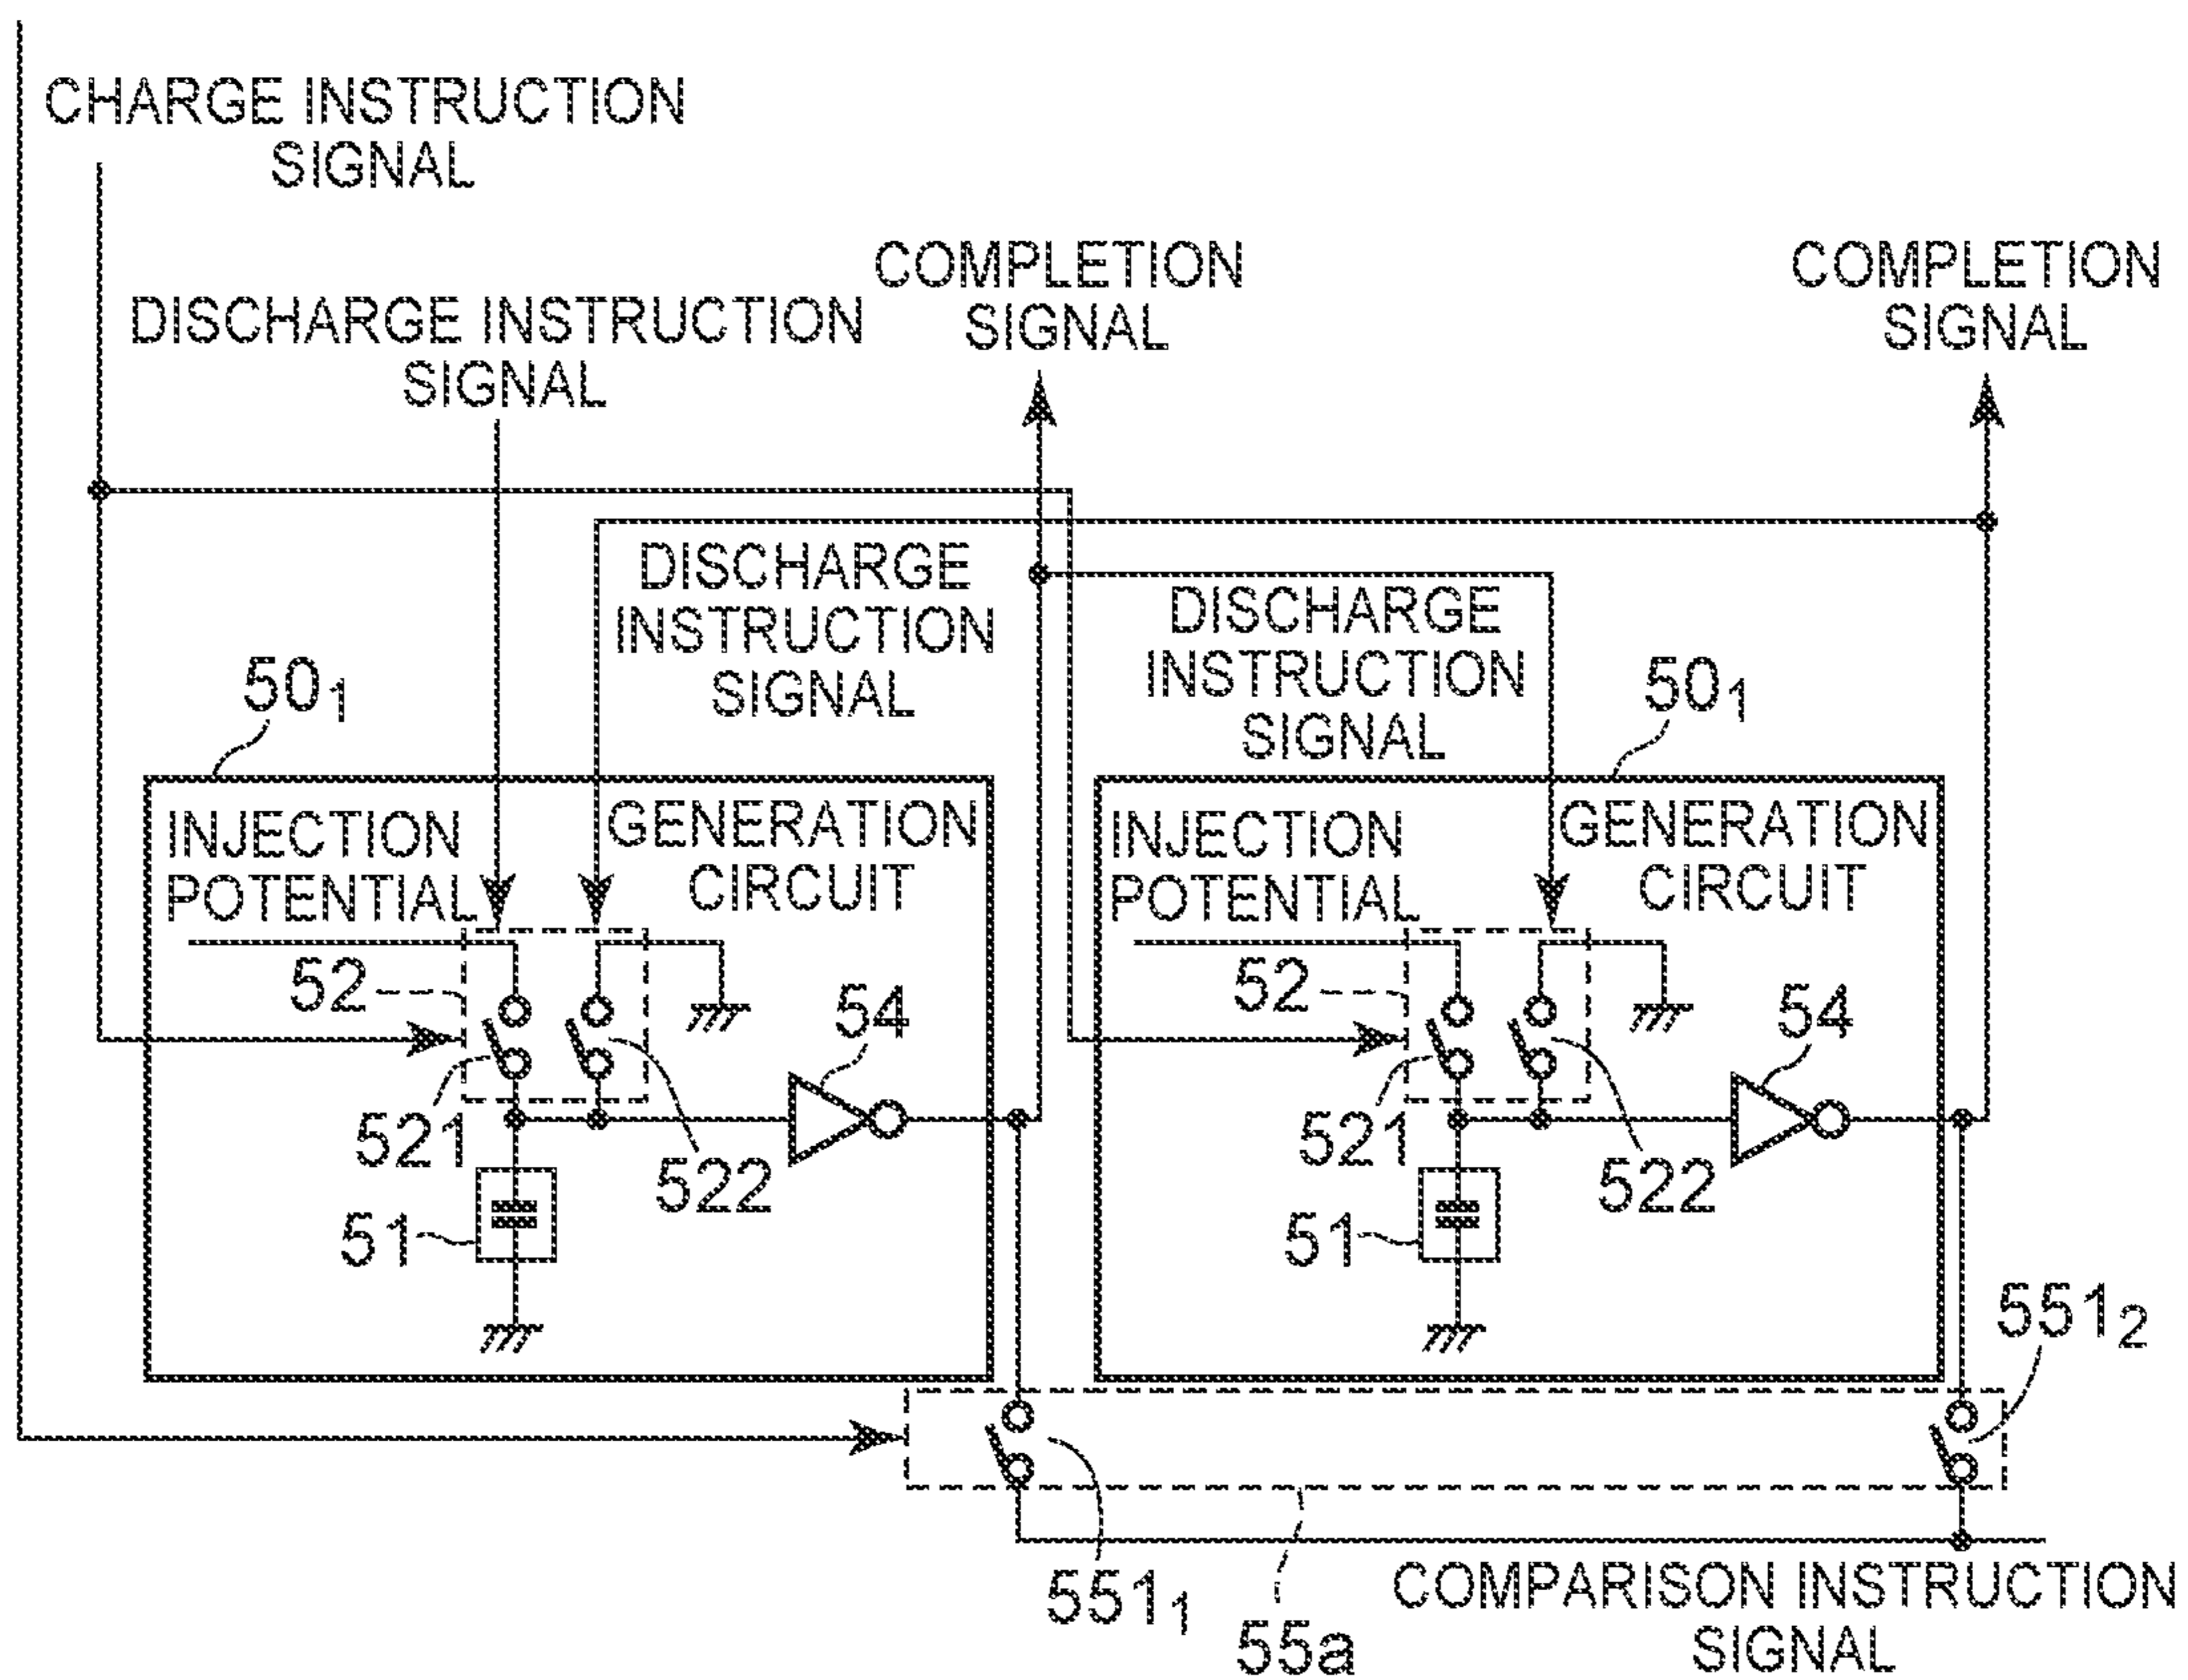 CHARGE INSTRUCTION
SIGNAL
DISCHARGE INSTRUCTION
SIGNAL
COMPLETION
SIGNAL
COMPLETION
SIGNAL
DISCHARGE
INSTRUCTION
SIGNAL
DISCHARGE
INSTRUCTION
SIGNAL
50₁
50₁
INJECTION
POTENTIAL
GENERATION
CIRCUIT
INJECTION
POTENTIAL
GENERATION
CIRCUIT
52
54
52
54
521
522
521
522
51
51
551₂
551₁
55a
COMPARISON INSTRUCTION
SIGNAL